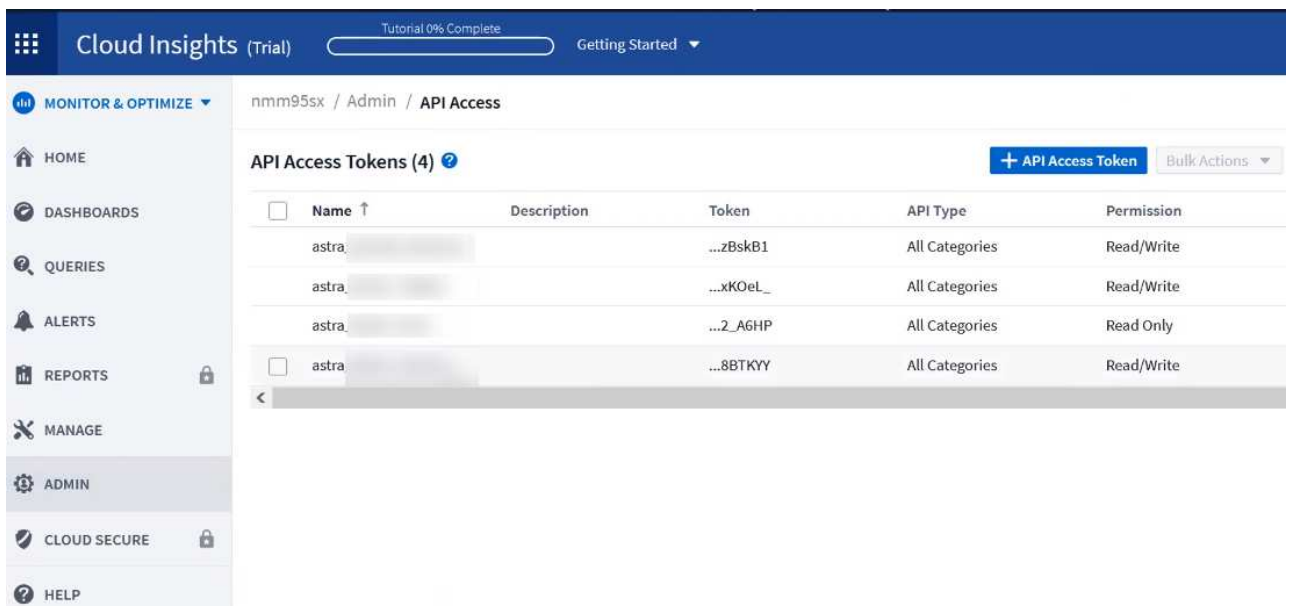 Cloud Insights (Trial)
Tutorial 0% Complete
Getting Started
MONITOR & OPTIMIZE
nmm95sx / Admin / API Access
HOME
API Access Tokens (4)
+ API Access Token
Bulk Actions
DASHBOARDS
Name ↑ Description Token API Type Permission
astra ...zBskB1 All Categories Read/Write
QUERIES
astra ...xKOeL_ All Categories Read/Write
ALERTS
astra ...2_A6HP All Categories Read Only
REPORTS
astra ...8BTKYY All Categories Read/Write
MANAGE
ADMIN
CLOUD SECURE
HELP